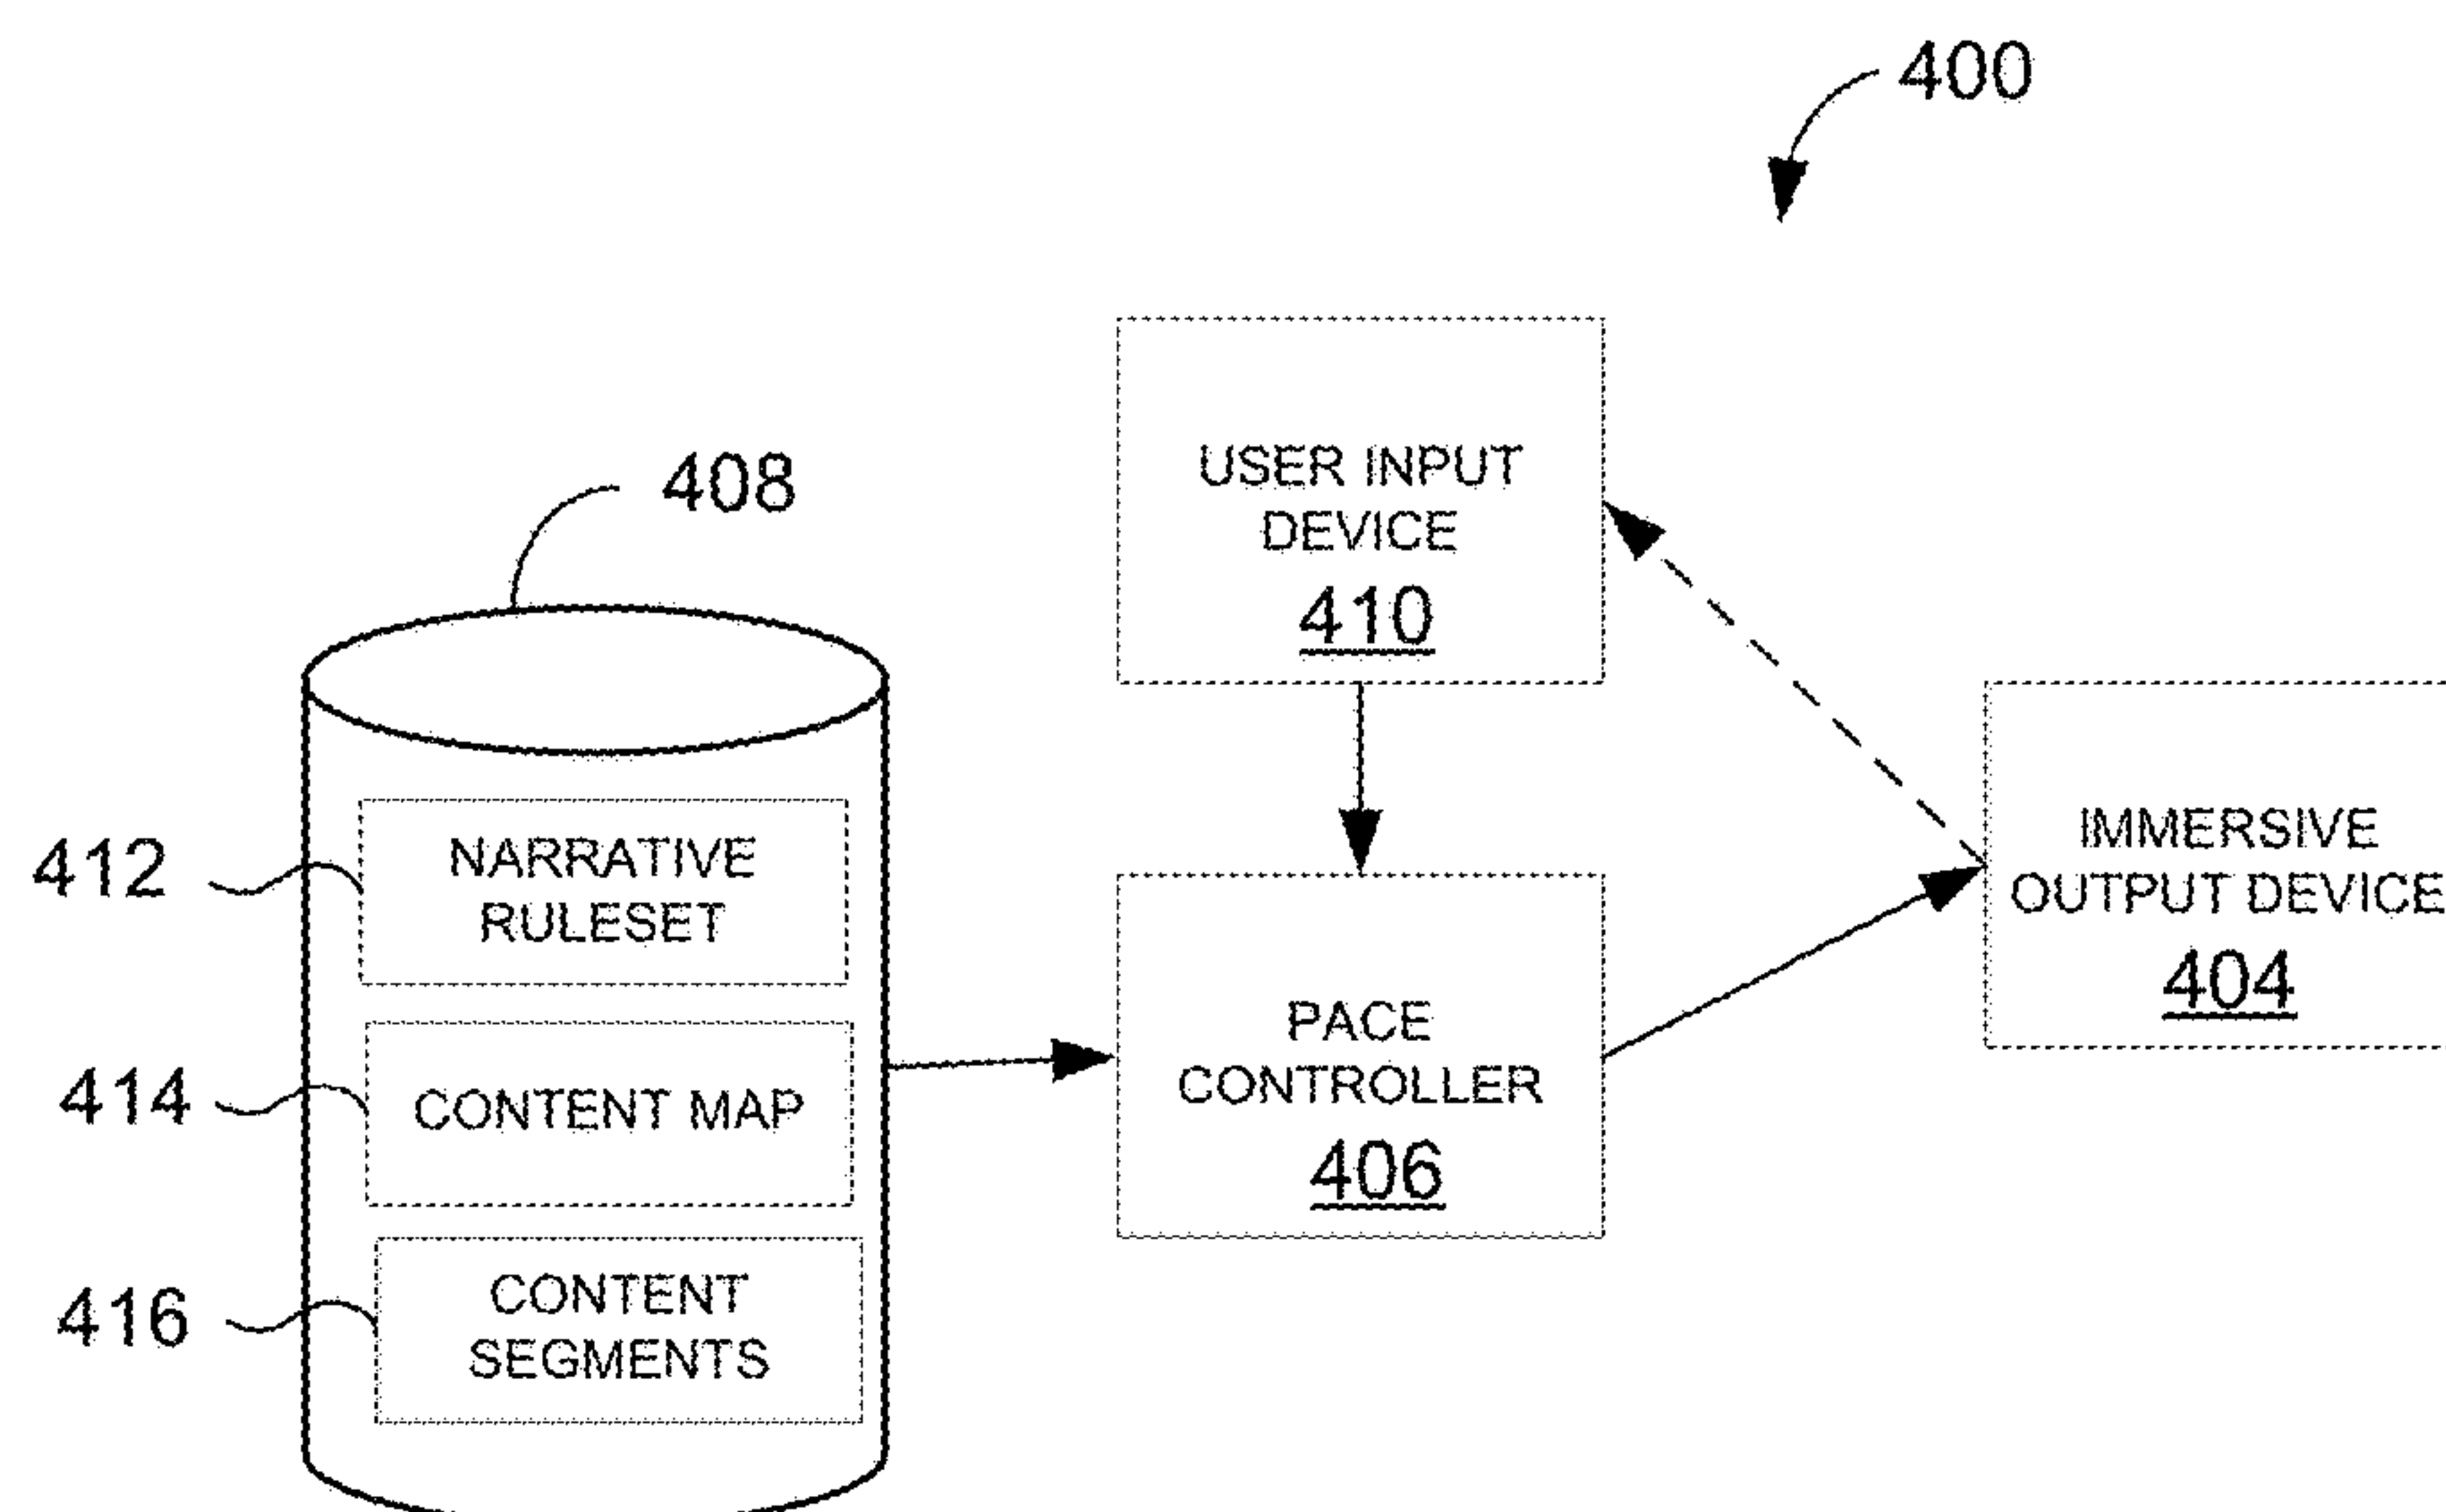 400
408
USER INPUT
DEVICE
410
412
NARRATIVE
RULESET
IMMERSIVE
OUTPUT DEVICE
404
414
CONTENT MAP
PACE
CONTROLLER
406
416
CONTENT
SEGMENTS